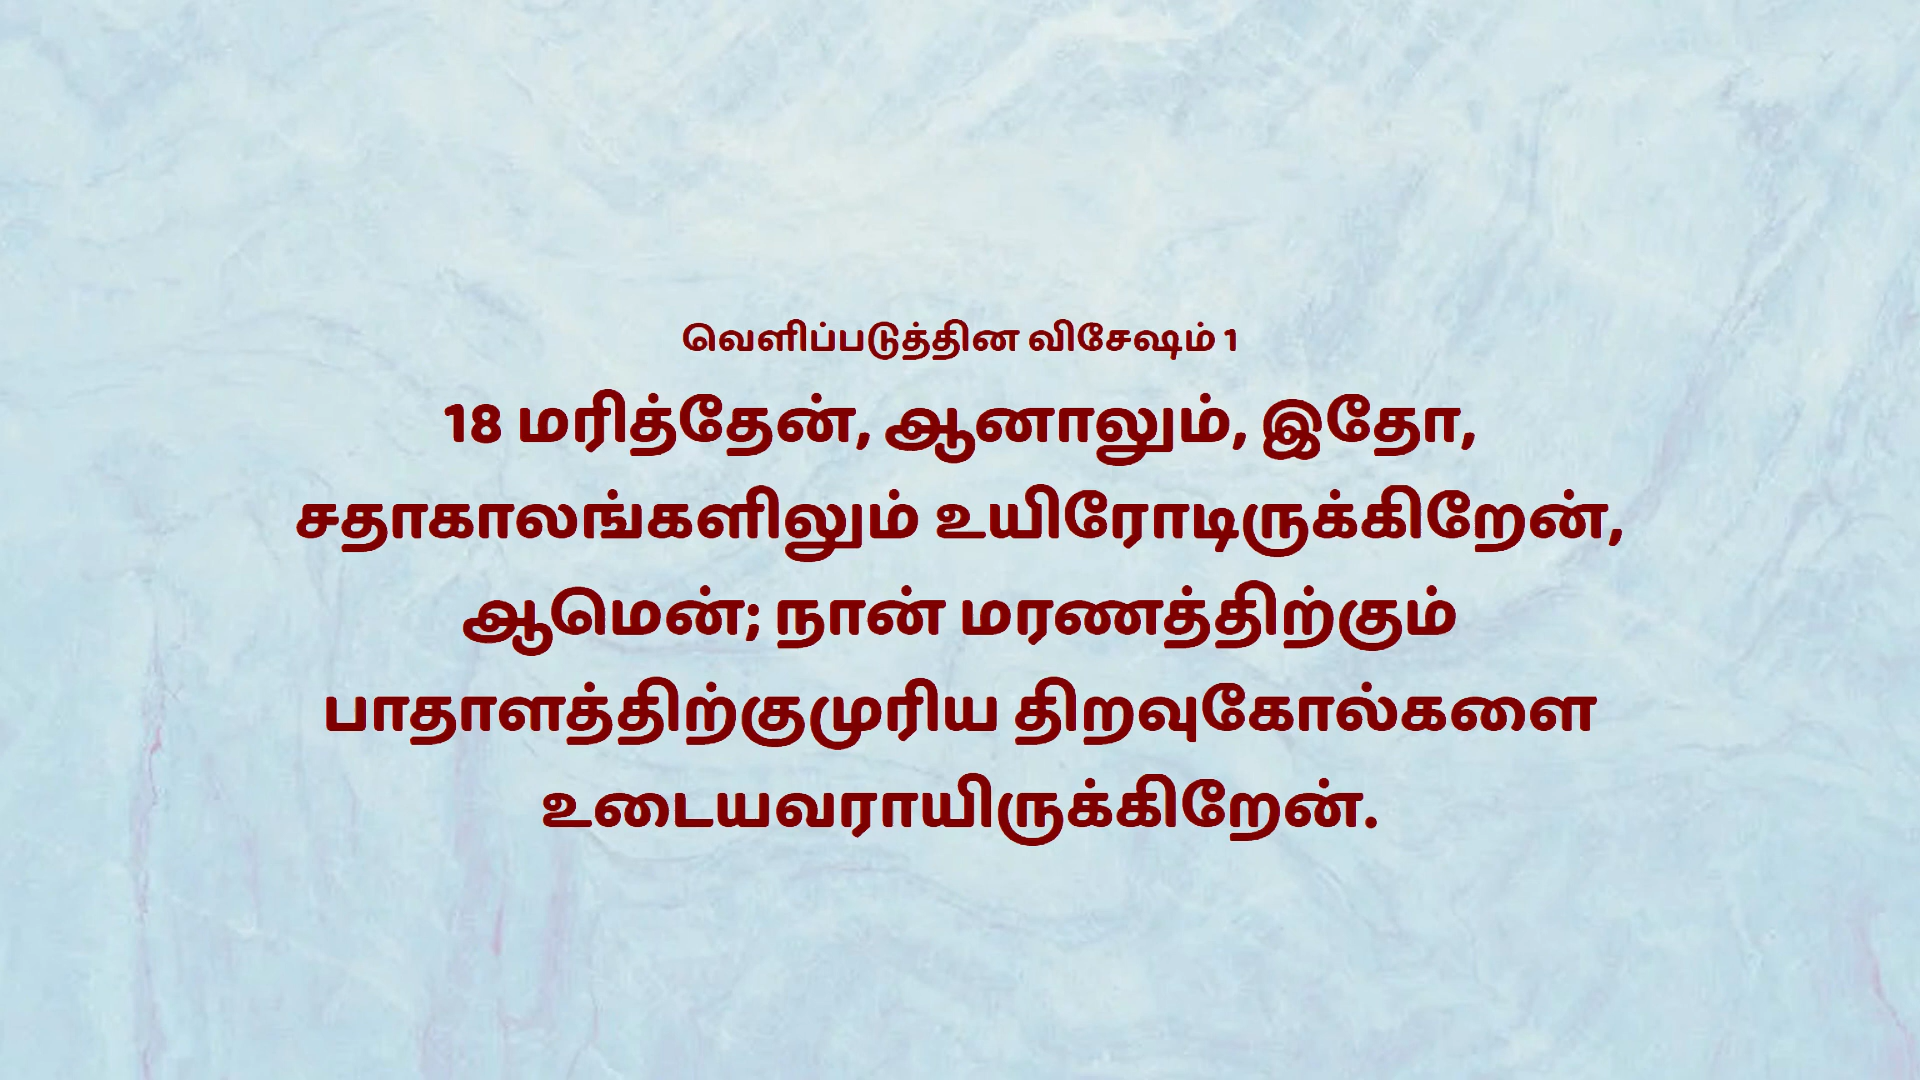 வெளிப்படுத்தின விசேஷம் 1
18 மரித்தேன், ஆனாலும், இதோ,
சதாகாலங்களிலும் உயிரோடிருக்கிறேன்,
ஆமென்; நான் மரணத்திற்கும்
பாதாளத்திற்குமுரிய திறவுகோல்களை
உடையவராயிருக்கிறேன்.